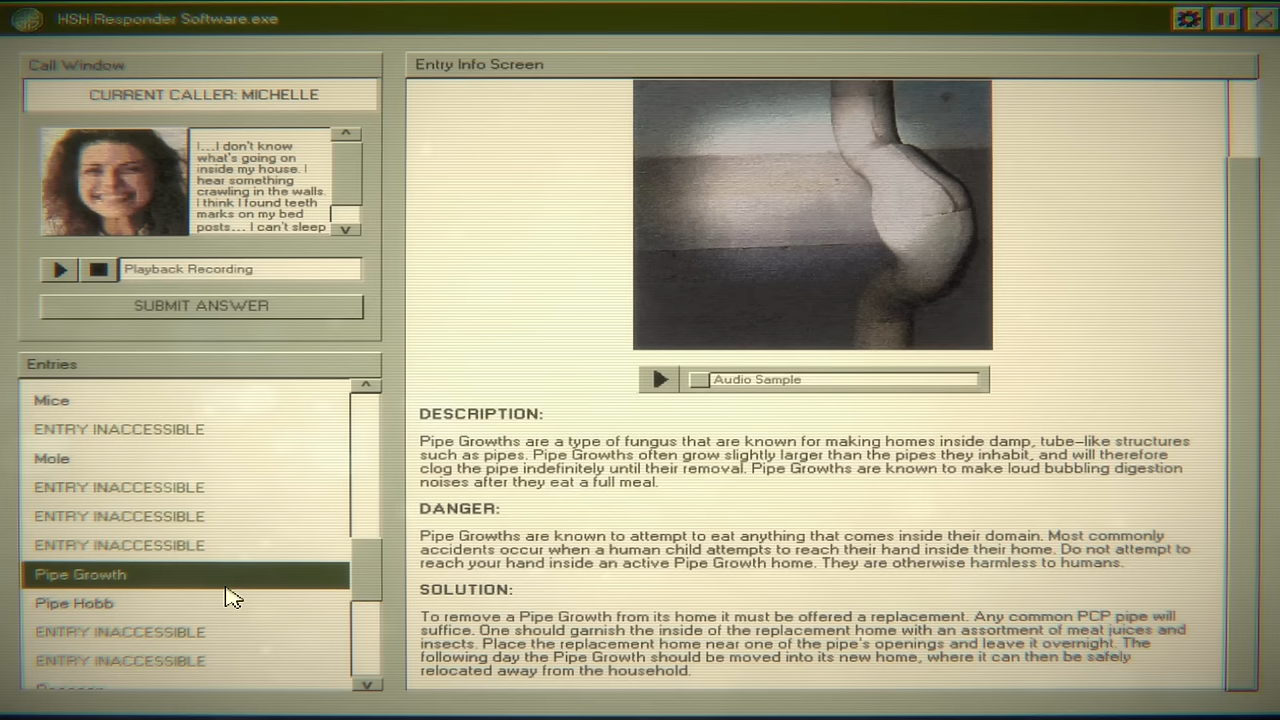 HSH Responder Software.exe
Call Window
CURRENT CALLER: MICHELLE
I...I don't know
what's going on
inside my house. I
hear something
crawling in the walls.
I think I found teeth
marks on my bed
posts... I can't sleep
Playback Recording
SUBMIT ANSWER
Entries
Mice
ENTRY INACCESSIBLE
Mole
ENTRY INACCESSIBLE
ENTRY INACCESSIBLE
ENTRY INACCESSIBLE
Pipe Growth
Pipe Hobb
ENTRY INACCESSIBLE
ENTRY INACCESSIBLE
Entry Info Screen
Audio Sample
DESCRIPTION:
Pipe Growths are a type of fungus that are known for making homes inside damp, tube-like structures
such as pipes. Pipe Growths often grow slightly larger than the pipes they inhabit, and will therefore
clog the pipe indefinitely until their removal. Pipe Growths are known to make loud bubbling digestion
noises after they eat a full meal.
DANGER:
Pipe Growths are known to attempt to eat anything that comes inside their domain. Most commonly
accidents occur when a human child attempts to reach their hand inside their home. Do not attempt to
reach your hand inside an active Pipe Growth home. They are otherwise harmless to humans.
SOLUTION:
To remove a Pipe Growth from its home it must be offered a replacement. Any common PCP pipe will
suffice. One should garnish the inside of the replacement home with an assortment of meat juices and
insects. Place the replacement home near one of the pipe's openings and leave it overnight. The
following day the Pipe Growth should be moved into its new home, where it can then be safely
relocated away from the household.